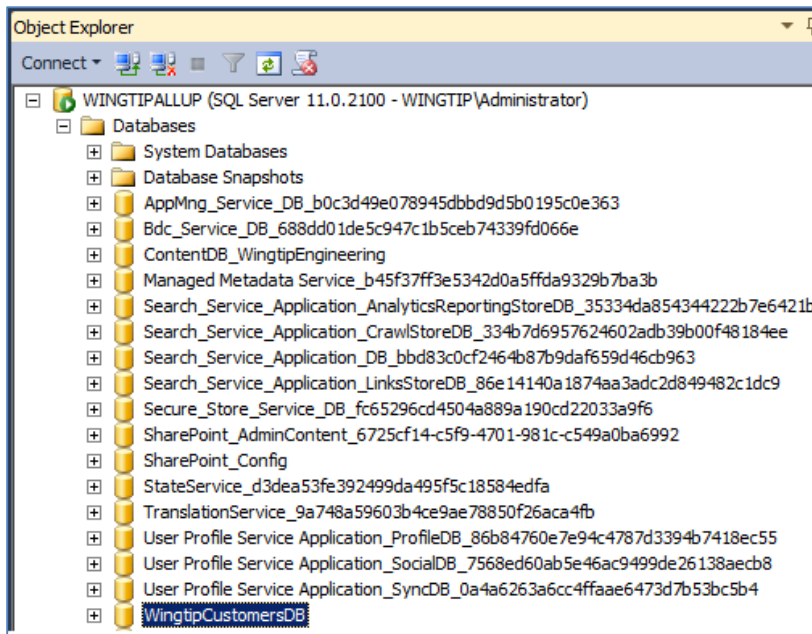 Object Explorer
Connect
WINGTIPALLUP (SQL Server 11.0.2100 - WINGTIP\Administrator)
Databases
System Databases
Database Snapshots
AppMng_Service_DB_b0c3d49e078945dbbd9d5b0195c0e363
Bdc_Service_DB_688dd01de5c947c1b5ceb74339fd066e
ContentDB_WingtipEngineering
Managed Metadata Service_b45f37ff3e5342d0a5ffda9329b7ba3b
Search_Service_Application_AnalyticsReportingStoreDB_35334da854344222b7e6421b
Search_Service_Application_CrawlStoreDB_334b7d6957624602adb39b00f48184ee
Search_Service_Application_DB_bbd83c0cf2464b87b9daf659d46cb963
Search_Service_Application_LinksStoreDB_86e14140a1874aa3adc2d849482c1dc9
Secure_Store_Service_DB_fc65296cd4504a889a190cd22033a9f6
SharePoint_AdminContent_6725cf14-c5f9-4701-981c-c549a0ba6992
SharePoint_Config
StateService_d3dea53fe392499da495f5c18584edfa
TranslationService_9a748a59603b4ce9ae78850f26aca4fb
User Profile Service Application_ProfileDB_86b84760e7e94c4787d3394b7418ec55
User Profile Service Application_SocialDB_7568ed60ab5e46ac9499de26138aecb8
User Profile Service Application_SyncDB_0a4a6263a6cc4ffaae6473d7b53bc5b4
WingtipCustomersDB